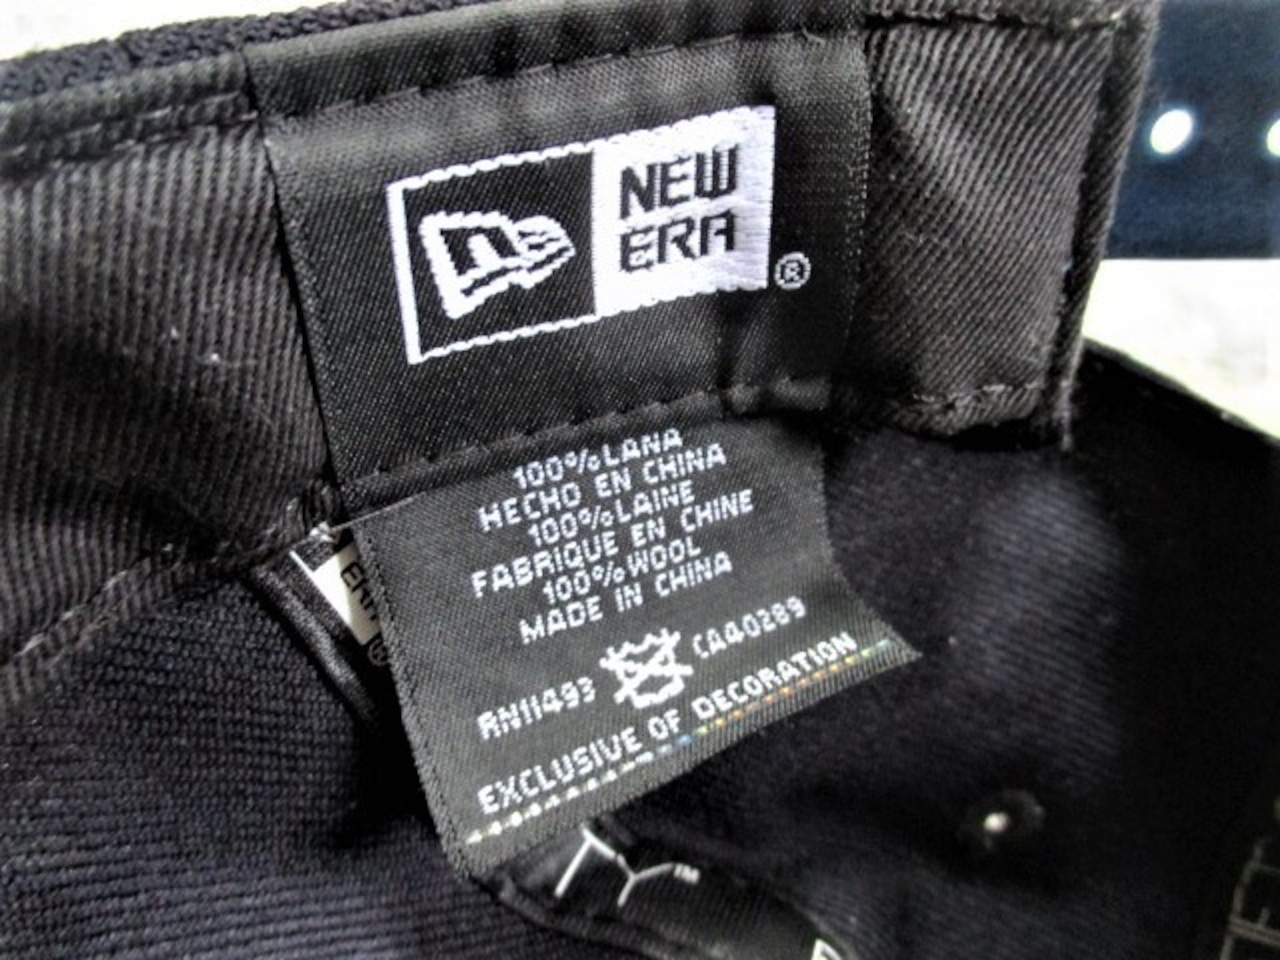 NEW
ERA
®
100%LANA
HECHO EN CHINA
100%LAINE
FABRIQUE EN CHINE
100%WOOL
MADE IN CHINA
RN11493 CA40289
EXCLUSIVE OF DECORATION
ERA
®